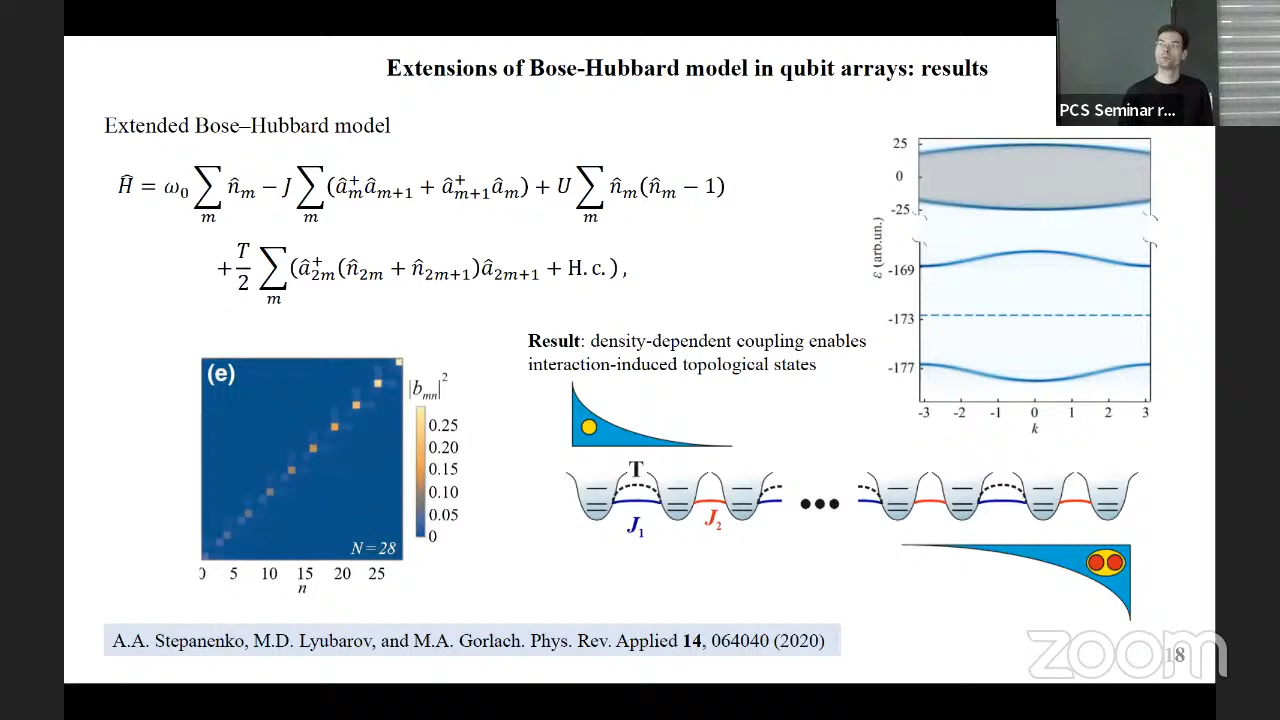 Extensions of Bose-Hubbard model in qubit arrays: results
PCS Seminar r...
Extended Bose–Hubbard model
Ĥ = ω₀ ∑ₘ n̂ₘ − J ∑ₘ (âₘ⁺âₘ₊₁ + âₘ₊₁⁺âₘ) + U ∑ₘ n̂ₘ(n̂ₘ − 1)
+ T/2 ∑ₘ (â₂ₘ⁺(n̂₂ₘ + n̂₂ₘ₊₁)â₂ₘ₊₁ + H.c.) ,
25
0
-25
-169
-173
-177
ε (arb.un.)
-3 -2 -1 0 1 2 3
k
Result: density-dependent coupling enables
interaction-induced topological states
(e)
N = 28
|bₘₙ|²
0.25
0.20
0.15
0.10
0.05
0
0 5 10 15 20 25
n
T
J₁
J₂
A.A. Stepanenko, M.D. Lyubarov, and M.A. Gorlach. Phys. Rev. Applied 14, 064040 (2020)
zoom
18